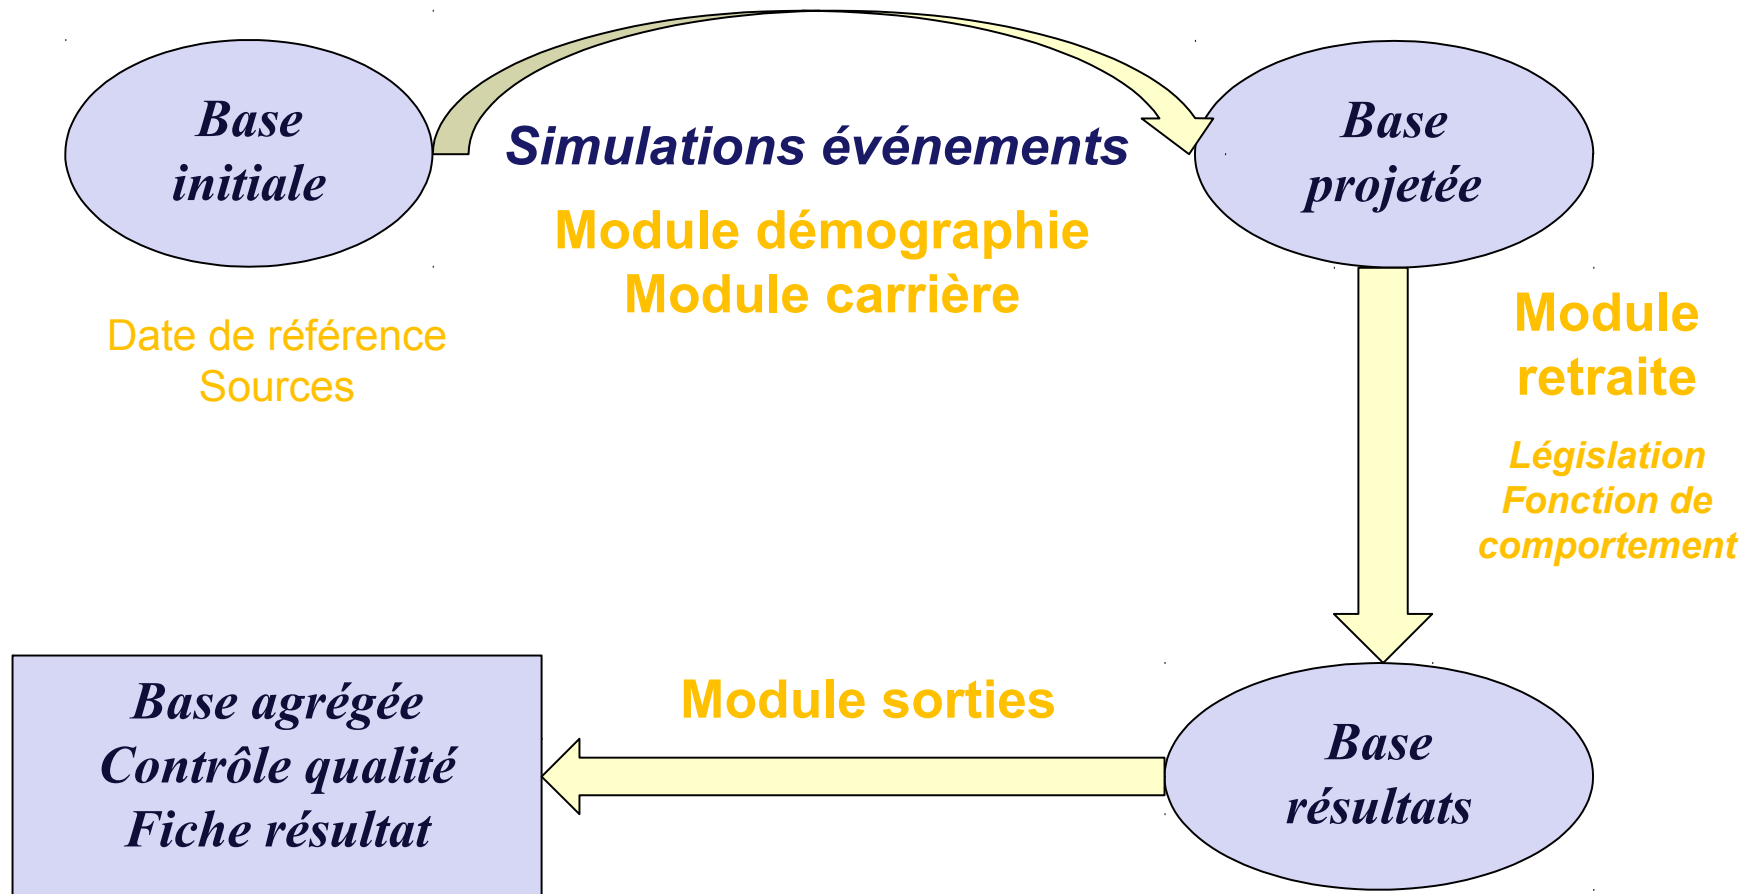 Base
initiale
Simulations événements
Module démographie
Module carrière
Base
projetée
Date de référence
Sources
Module
retraite
Législation
Fonction de
comportement
Base agrégée
Contrôle qualité
Fiche résultat
Module sorties
Base
résultats